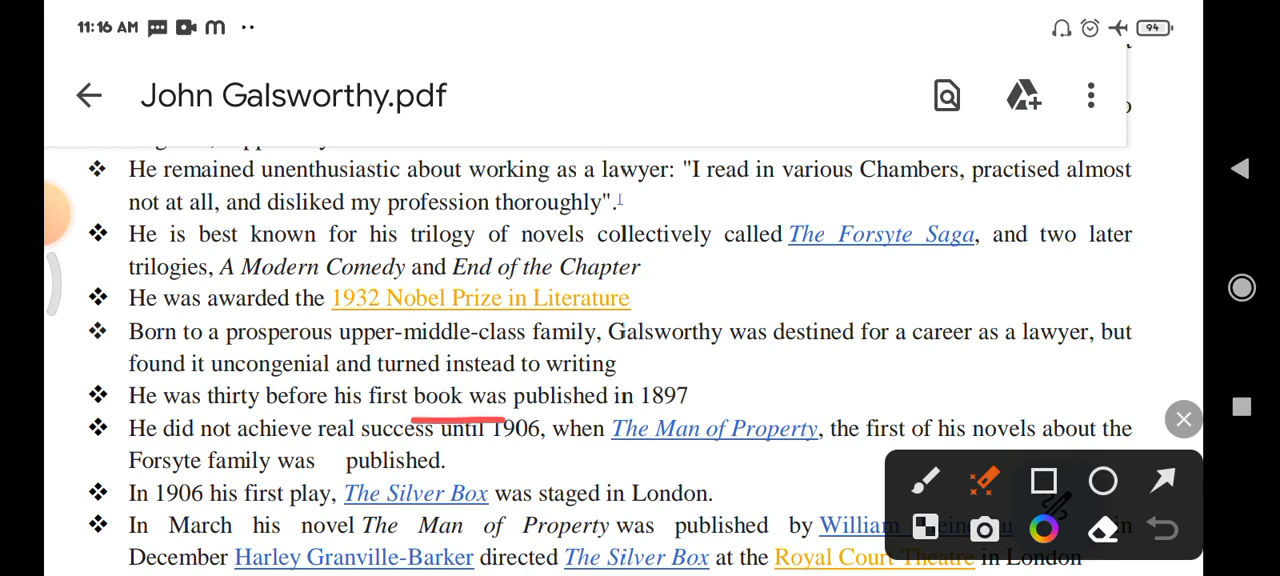 11:16 AM
94
John Galsworthy.pdf
❖ He remained unenthusiastic about working as a lawyer: "I read in various Chambers, practised almost
not at all, and disliked my profession thoroughly".[
❖ He is best known for his trilogy of novels collectively called The Forsyte Saga, and two later
trilogies, A Modern Comedy and End of the Chapter
❖ He was awarded the 1932 Nobel Prize in Literature
❖ Born to a prosperous upper-middle-class family, Galsworthy was destined for a career as a lawyer, but
found it uncongenial and turned instead to writing
❖ He was thirty before his first book was published in 1897
❖ He did not achieve real success until 1906, when The Man of Property, the first of his novels about the
Forsyte family was published.
❖ In 1906 his first play, The Silver Box was staged in London.
❖ In March his novel The Man of Property was published by William in
December Harley Granville-Barker directed The Silver Box at the Royal Court Theatre in London